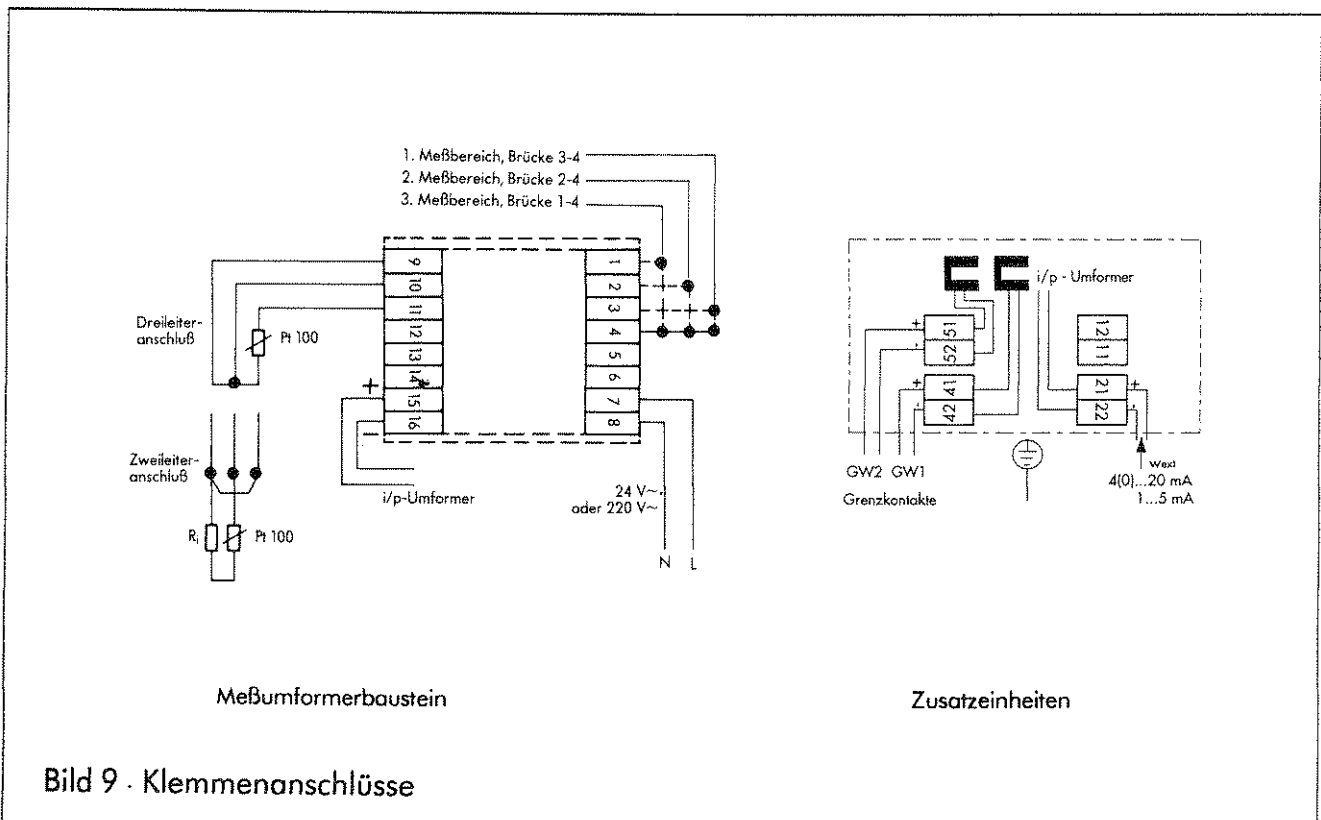 1. Meßbereich, Brücke 3-4
2. Meßbereich, Brücke 2-4
3. Meßbereich, Brücke 1-4
9
10
11
12
13
14
15
16
1
2
3
4
5
6
7
8
Dreileiter-
anschluß
Pt 100
+
Zweileiter-
anschluß
Ri
Pt 100
i/p-Umformer
24 V~
oder 220 V~
N L
Meßumformerbaustein
i/p - Umformer
+ 51
- 52
+ 41
- 42
12
11
21 +
22 -
GW2 GW1
Grenzkontakte
Wext
4(0)...20 mA
1...5 mA
Zusatzeinheiten
Bild 9 · Klemmenanschlüsse